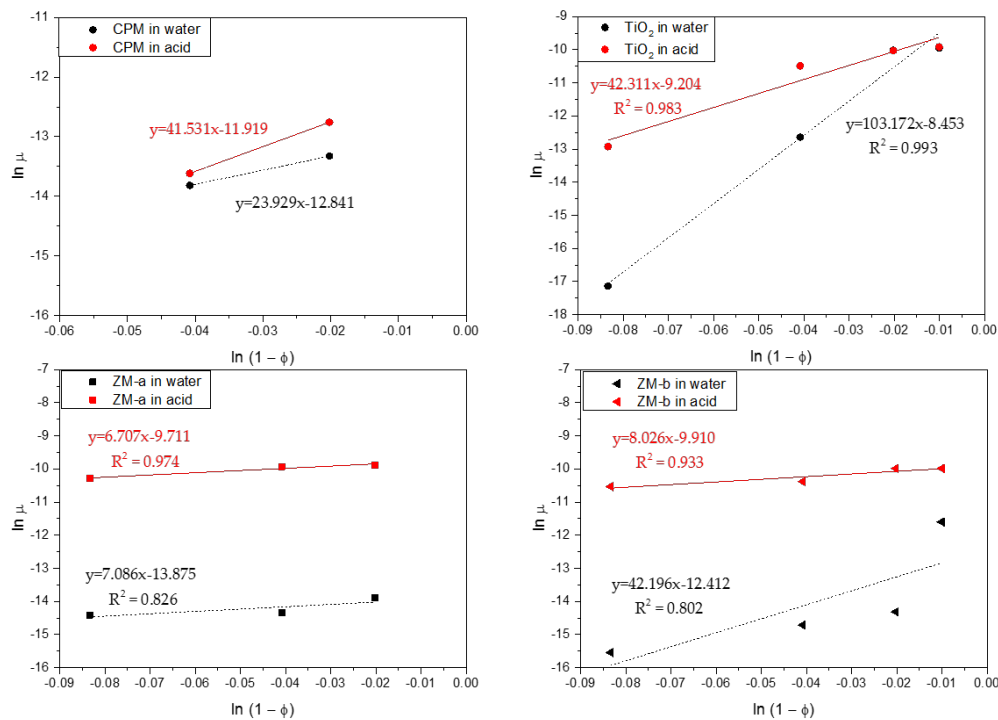 -11
-12
-13
-14
-15
-16
ln μ
CPM in water
CPM in acid
y=41.531x-11.919
y=23.929x-12.841
-0.06 -0.05 -0.04 -0.03 -0.02 -0.01 0.00
ln (1 − ϕ)
-9
-10
-11
-12
-13
-14
-15
-16
-17
-18
ln μ
TiO₂ in water
TiO₂ in acid
y=42.311x-9.204
R² = 0.983
y=103.172x-8.453
R² = 0.993
-0.09 -0.08 -0.07 -0.06 -0.05 -0.04 -0.03 -0.02 -0.01 0.00
ln (1 − ϕ)
-7
-8
-9
-10
-11
-12
-13
-14
-15
-16
ln μ
ZM-a in water
ZM-a in acid
y=6.707x-9.711
R² = 0.974
y=7.086x-13.875
R² = 0.826
-0.09 -0.08 -0.07 -0.06 -0.05 -0.04 -0.03 -0.02 -0.01 0.00
ln (1 − ϕ)
-7
-8
-9
-10
-11
-12
-13
-14
-15
-16
ln μ
ZM-b in water
ZM-b in acid
y=8.026x-9.910
R² = 0.933
y=42.196x-12.412
R² = 0.802
-0.09 -0.08 -0.07 -0.06 -0.05 -0.04 -0.03 -0.02 -0.01 0.00
ln (1 − ϕ)